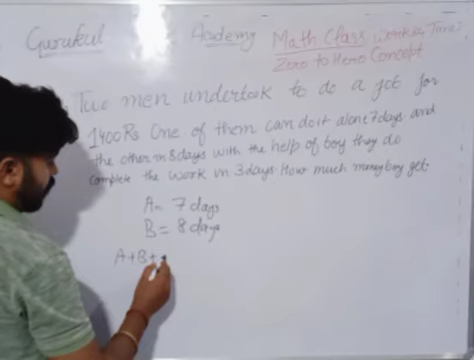 Gurukul Academy Math Class work & Time
Zero to Hero Concept
Two men undertook to do a job for
1400Rs One of them can do it alone 7 days and
the other in 8 days with the help of boy they do
complete the work in 3 days How much money boy get.
A= 7 days
B= 8 days
A+B+